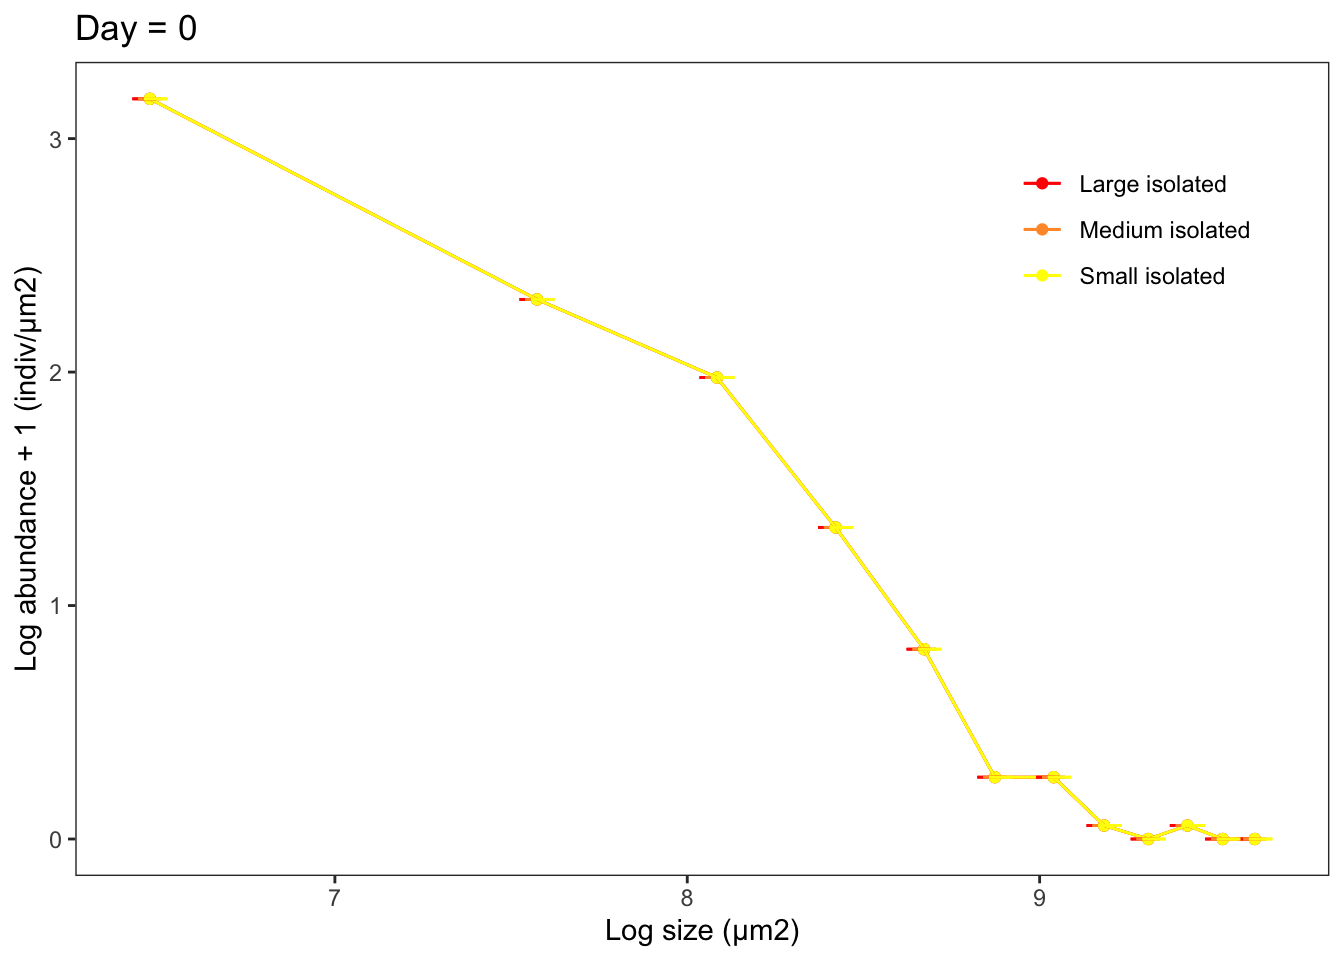 Day = 0
Log abundance + 1 (indiv/µm2)
3
2
1
0
Large isolated
Medium isolated
Small isolated
7 8 9
Log size (µm2)